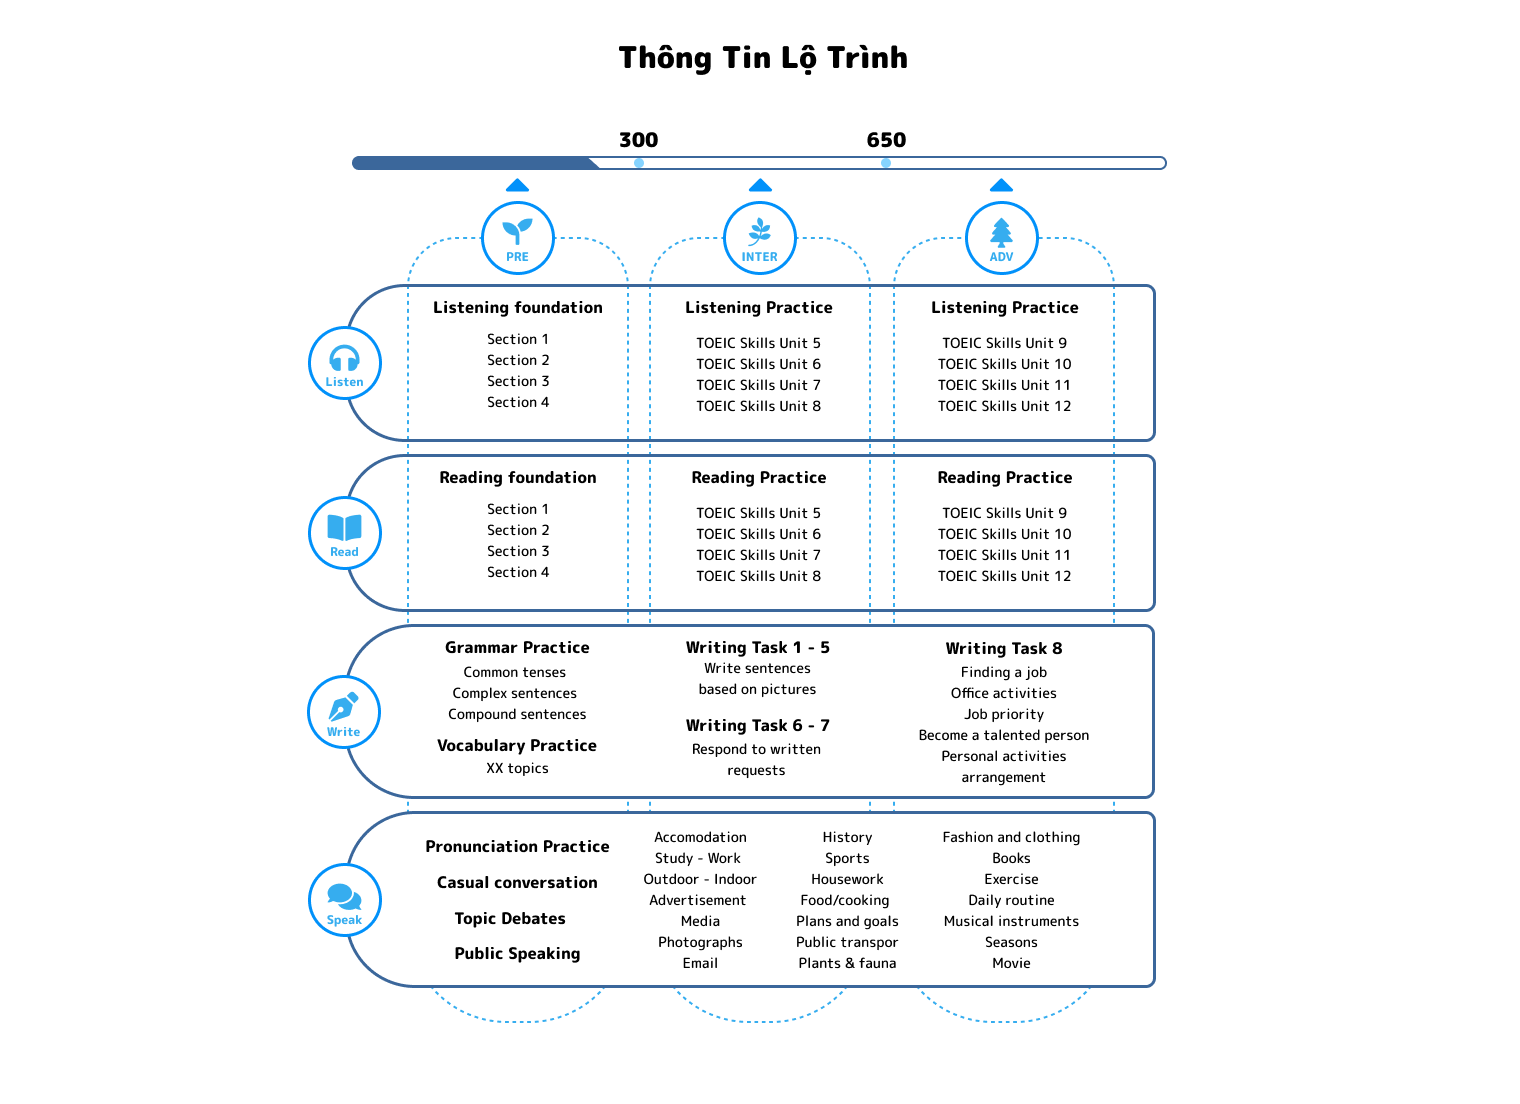 Thông Tin Lộ Trình
300
650
PRE
INTER
ADV
Listen
Listening foundation
Section 1
Section 2
Section 3
Section 4
Listening Practice
TOEIC Skills Unit 5
TOEIC Skills Unit 6
TOEIC Skills Unit 7
TOEIC Skills Unit 8
Listening Practice
TOEIC Skills Unit 9
TOEIC Skills Unit 10
TOEIC Skills Unit 11
TOEIC Skills Unit 12
Read
Reading foundation
Section 1
Section 2
Section 3
Section 4
Reading Practice
TOEIC Skills Unit 5
TOEIC Skills Unit 6
TOEIC Skills Unit 7
TOEIC Skills Unit 8
Reading Practice
TOEIC Skills Unit 9
TOEIC Skills Unit 10
TOEIC Skills Unit 11
TOEIC Skills Unit 12
Write
Grammar Practice
Common tenses
Complex sentences
Compound sentences
Vocabulary Practice
XX topics
Writing Task 1 - 5
Write sentences
based on pictures
Writing Task 6 - 7
Respond to written
requests
Writing Task 8
Finding a job
Office activities
Job priority
Become a talented person
Personal activities
arrangement
Speak
Pronunciation Practice
Casual conversation
Topic Debates
Public Speaking
Accomodation
Study - Work
Outdoor - Indoor
Advertisement
Media
Photographs
Email
History
Sports
Housework
Food/cooking
Plans and goals
Public transpor
Plants & fauna
Fashion and clothing
Books
Exercise
Daily routine
Musical instruments
Seasons
Movie